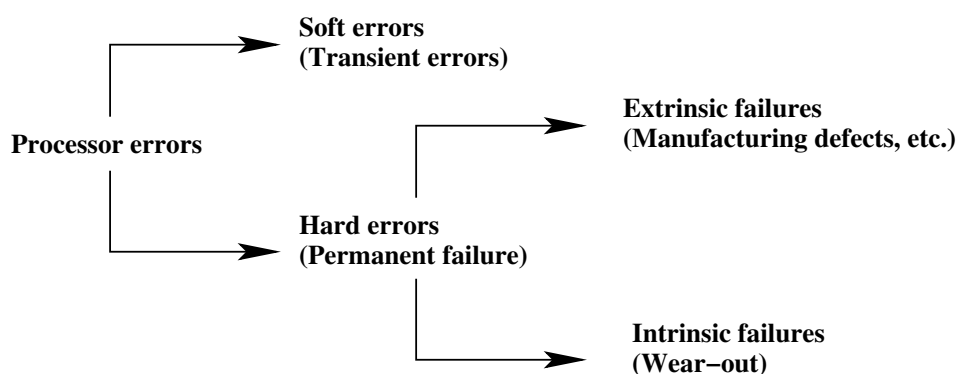 Soft errors
(Transient errors)
Extrinsic failures
(Manufacturing defects, etc.)
Processor errors
Hard errors
(Permanent failure)
Intrinsic failures
(Wear−out)